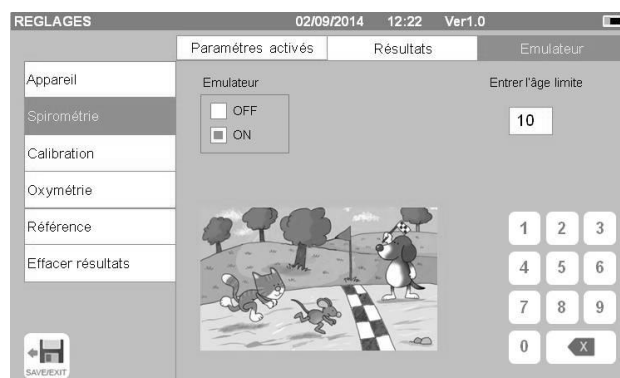 REGLAGES 02/09/2014 12:22 Ver1.0
Paramétres activés Résultats Emulateur
Appareil
Spirométrie
Calibration
Oxymétrie
Référence
Effacer résultats
SAVE/EXIT
Emulateur
OFF
ON
Entrer l'âge limite
10
1 2 3
4 5 6
7 8 9
0 X